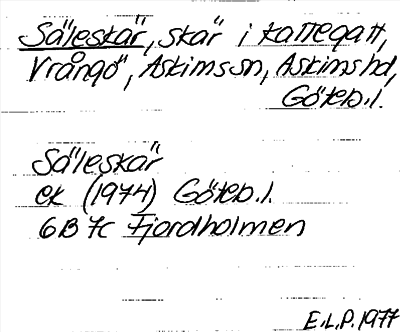 Säleskär, skär i Kattegatt,
Vrångö, Askims sn, Askims hd,
Göteb. l.
Säleskär
ek (1974) Göteb. l.
6B 7c Fjordholmen
E.L.P. 1977